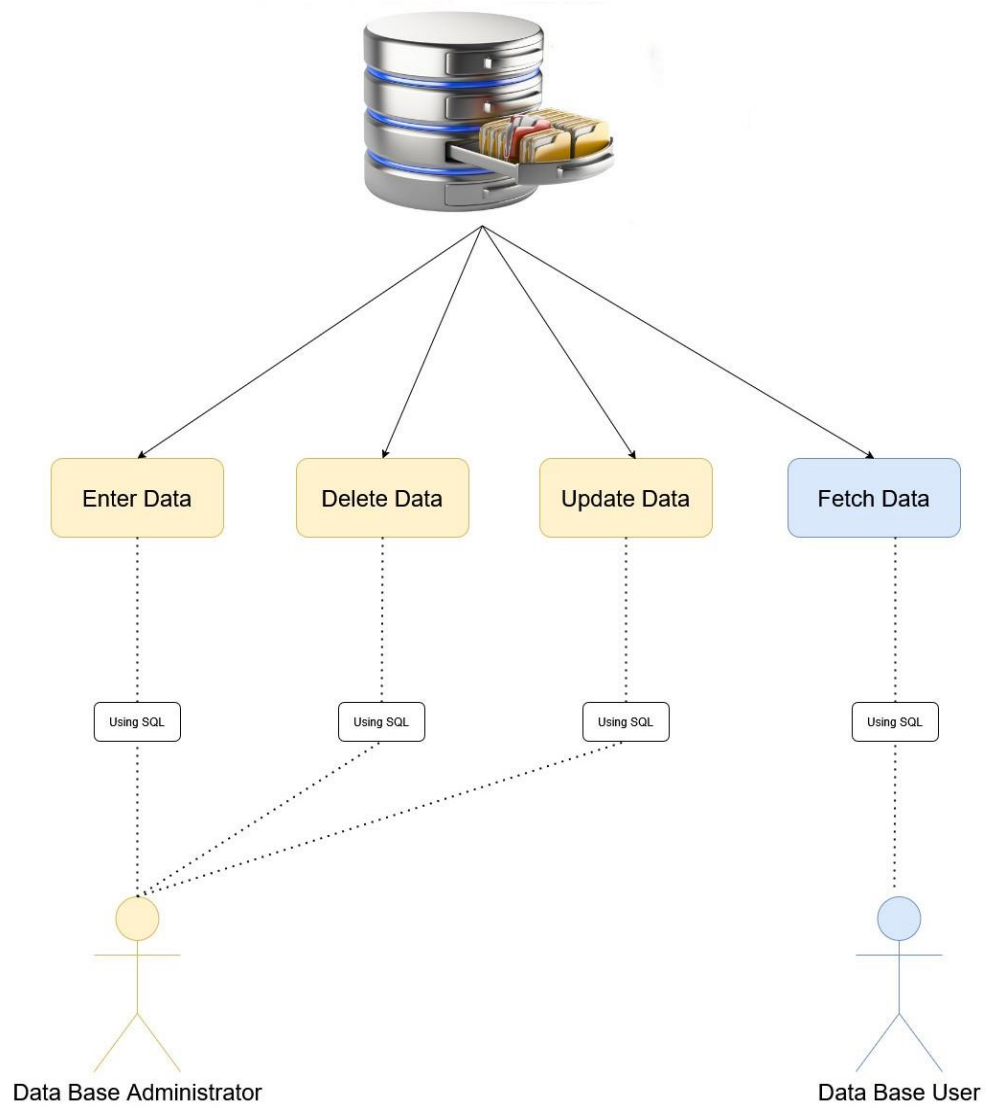 Enter Data
Delete Data
Update Data
Fetch Data
Using SQL
Using SQL
Using SQL
Using SQL
Data Base Administrator
Data Base User